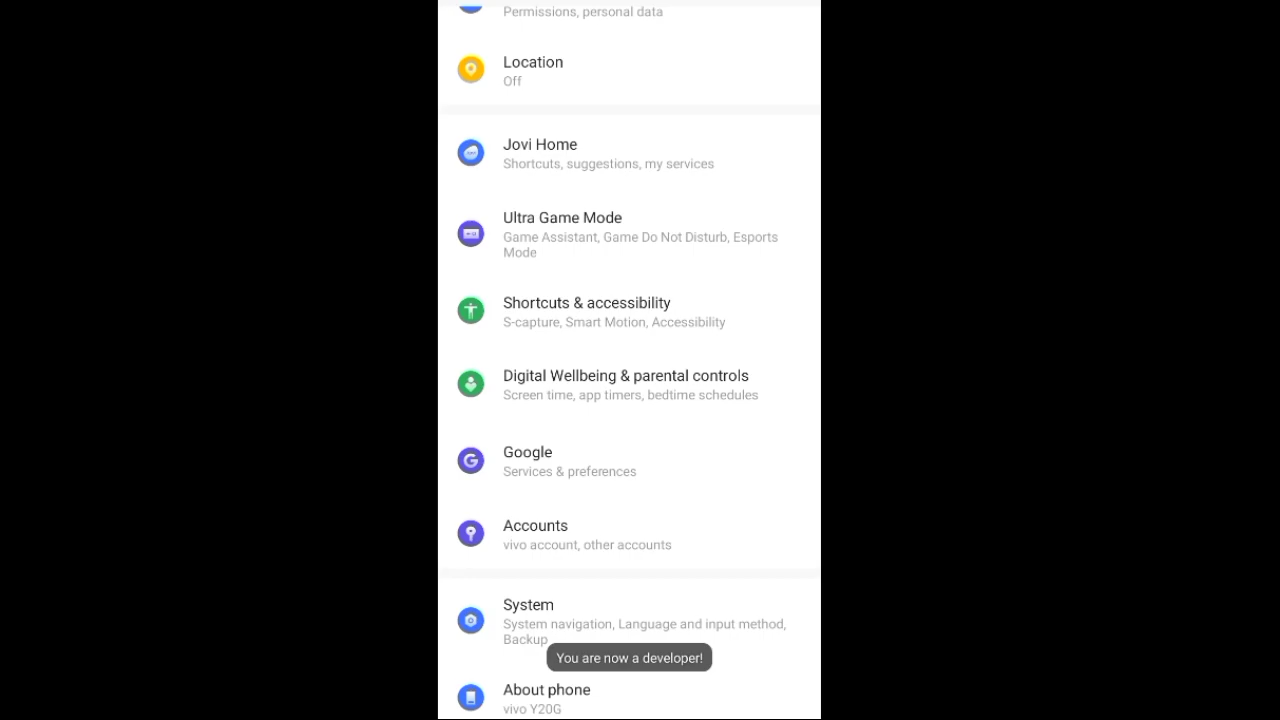 Permissions, personal data
Location
Off
Jovi Home
Shortcuts, suggestions, my services
Ultra Game Mode
Game Assistant, Game Do Not Disturb, Esports
Mode
Shortcuts & accessibility
S-capture, Smart Motion, Accessibility
Digital Wellbeing & parental controls
Screen time, app timers, bedtime schedules
Google
Services & preferences
Accounts
vivo account, other accounts
System
System navigation, Language and input method,
Backup
You are now a developer!
About phone
vivo Y20G